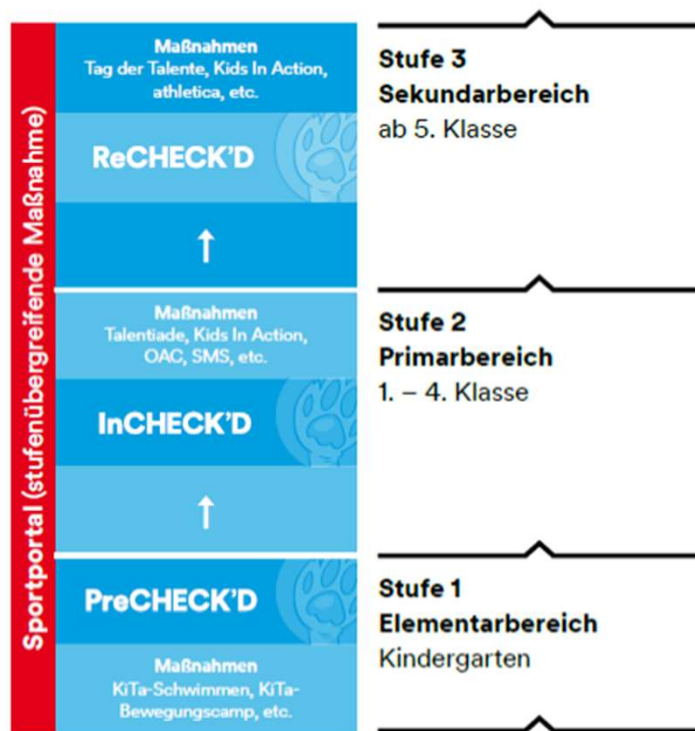 Sportportal (stufenübergreifende Maßnahme)
Maßnahmen
Tag der Talente, Kids In Action,
athletica, etc.
ReCHECK'D
↑
Maßnahmen
Talentiade, Kids In Action,
OAC, SMS, etc.
InCHECK'D
↑
PreCHECK'D
Maßnahmen
KiTa-Schwimmen, KiTa-
Bewegungscamp, etc.
Stufe 3
Sekundarbereich
ab 5. Klasse
Stufe 2
Primarbereich
1. – 4. Klasse
Stufe 1
Elementarbereich
Kindergarten